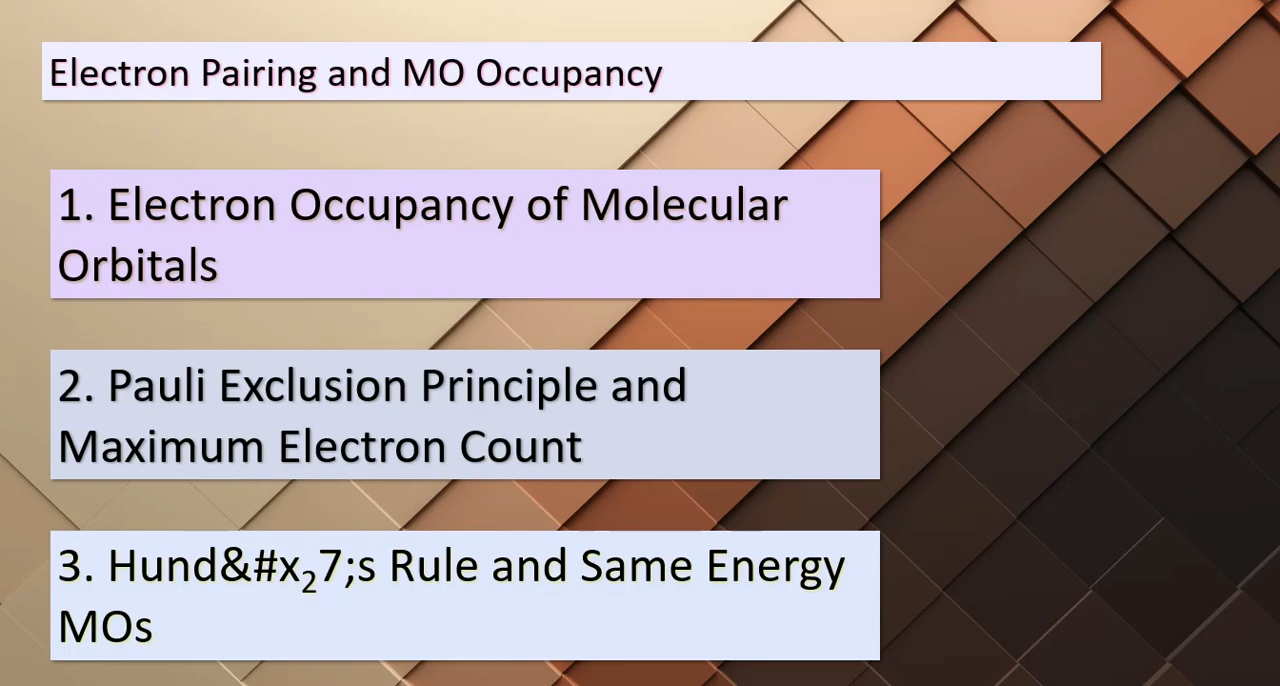 Electron Pairing and MO Occupancy
1. Electron Occupancy of Molecular
Orbitals
2. Pauli Exclusion Principle and
Maximum Electron Count
3. Hund&#x₂7;s Rule and Same Energy
MOs